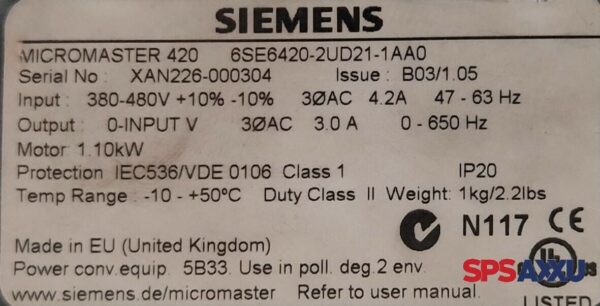 SIEMENS
MICROMASTER 420 6SE6420-2UD21-1AA0
Serial No : XAN226-000304 Issue : B03/1.05
Input : 380-480V +10% -10% 3ØAC 4.2A 47 - 63 Hz
Output : 0-INPUT V 3ØAC 3.0 A 0 - 650 Hz
Motor 1.10kW
Protection IEC536/VDE 0106 Class 1 IP20
Temp Range : -10 - +50ºC Duty Class II Weight: 1kg/2.2lbs
N117 CE
Made in EU (United Kingdom)
Power conv.equip. 5B33. Use in poll. deg.2 env.
UL
SPSAXXU
www.siemens.de/micromaster Refer to user manual.
LISTED